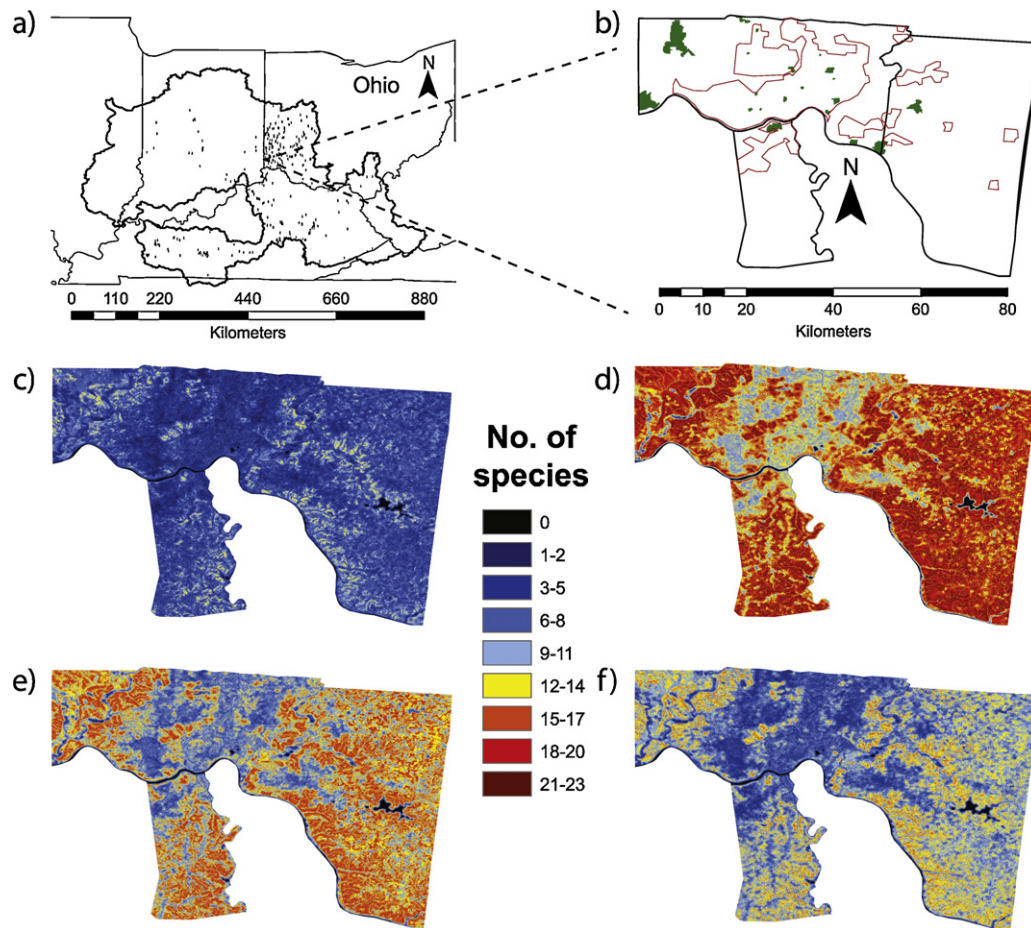 a)
Ohio
N
0 110 220 440 660 880
Kilometers
b)
N
0 10 20 40 60 80
Kilometers
c)
d)
No. of
species
0
1-2
3-5
6-8
9-11
12-14
15-17
18-20
21-23
e)
f)